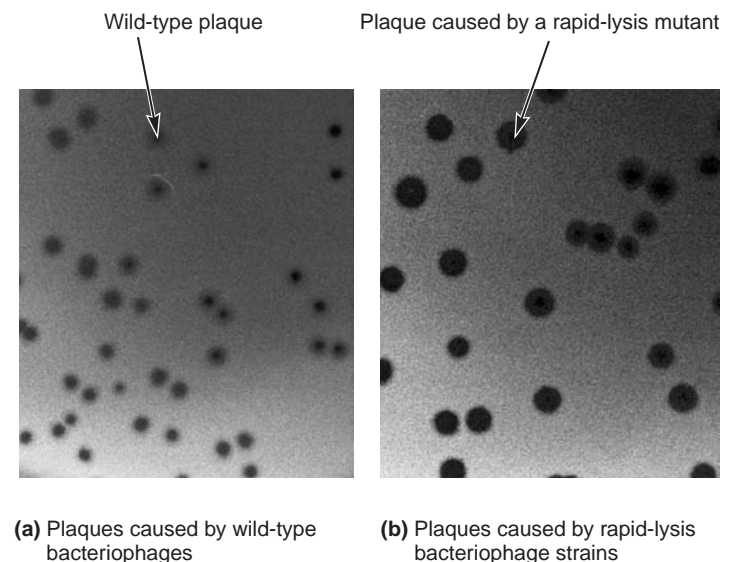 Wild-type plaque
Plaque caused by a rapid-lysis mutant
(a) Plaques caused by wild-type
bacteriophages
(b) Plaques caused by rapid-lysis
bacteriophage strains